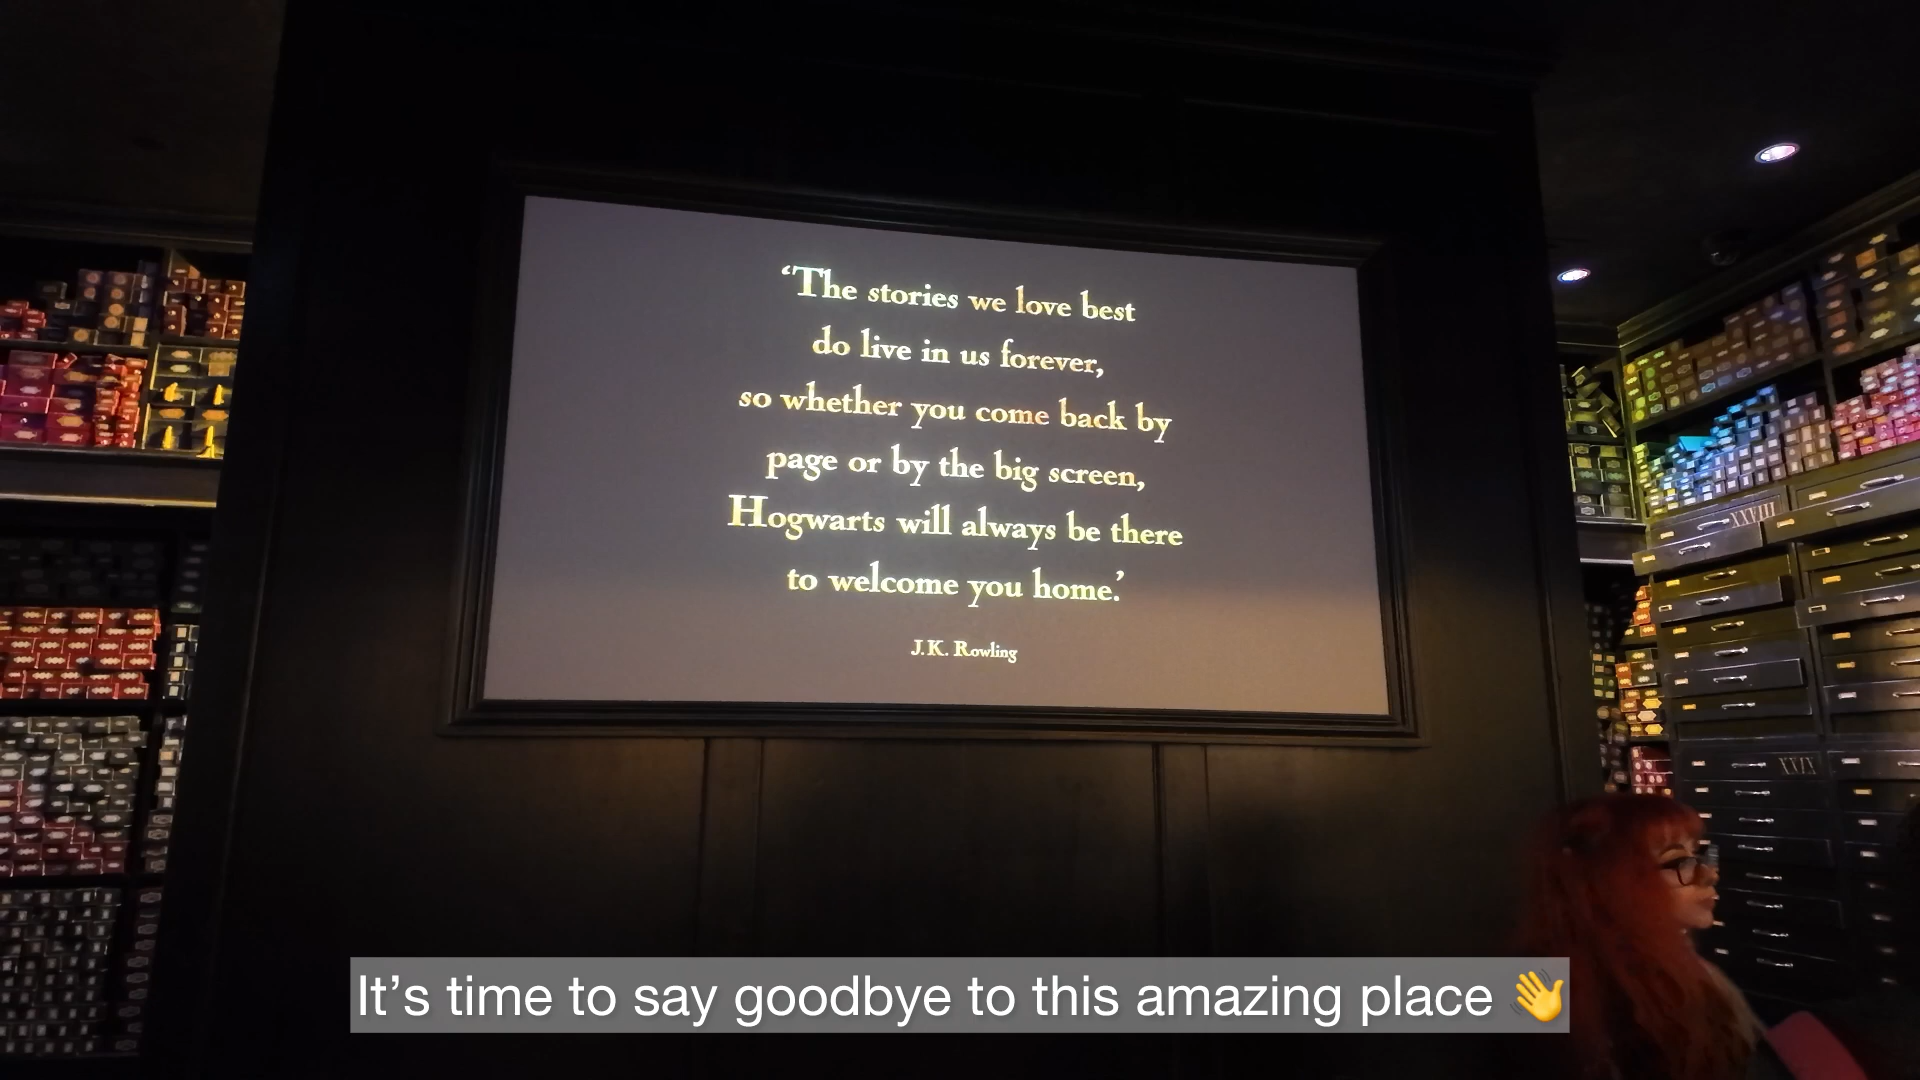 ‘The stories we love best
do live in us forever,
so whether you come back by
page or by the big screen,
Hogwarts will always be there
to welcome you home.’
J.K. Rowling
XXVIII
XXIX
It’s time to say goodbye to this amazing place 👋